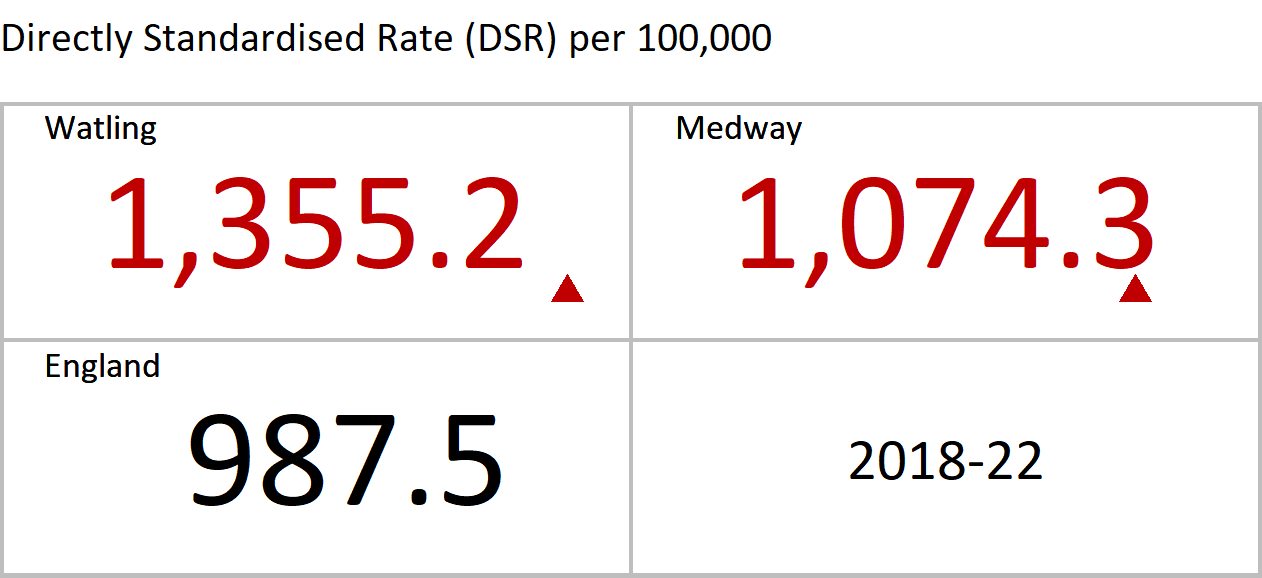 Directly Standardised Rate (DSR) per 100,000
Watling
1,355.2
Medway
1,074.3
England
987.5
2018-22